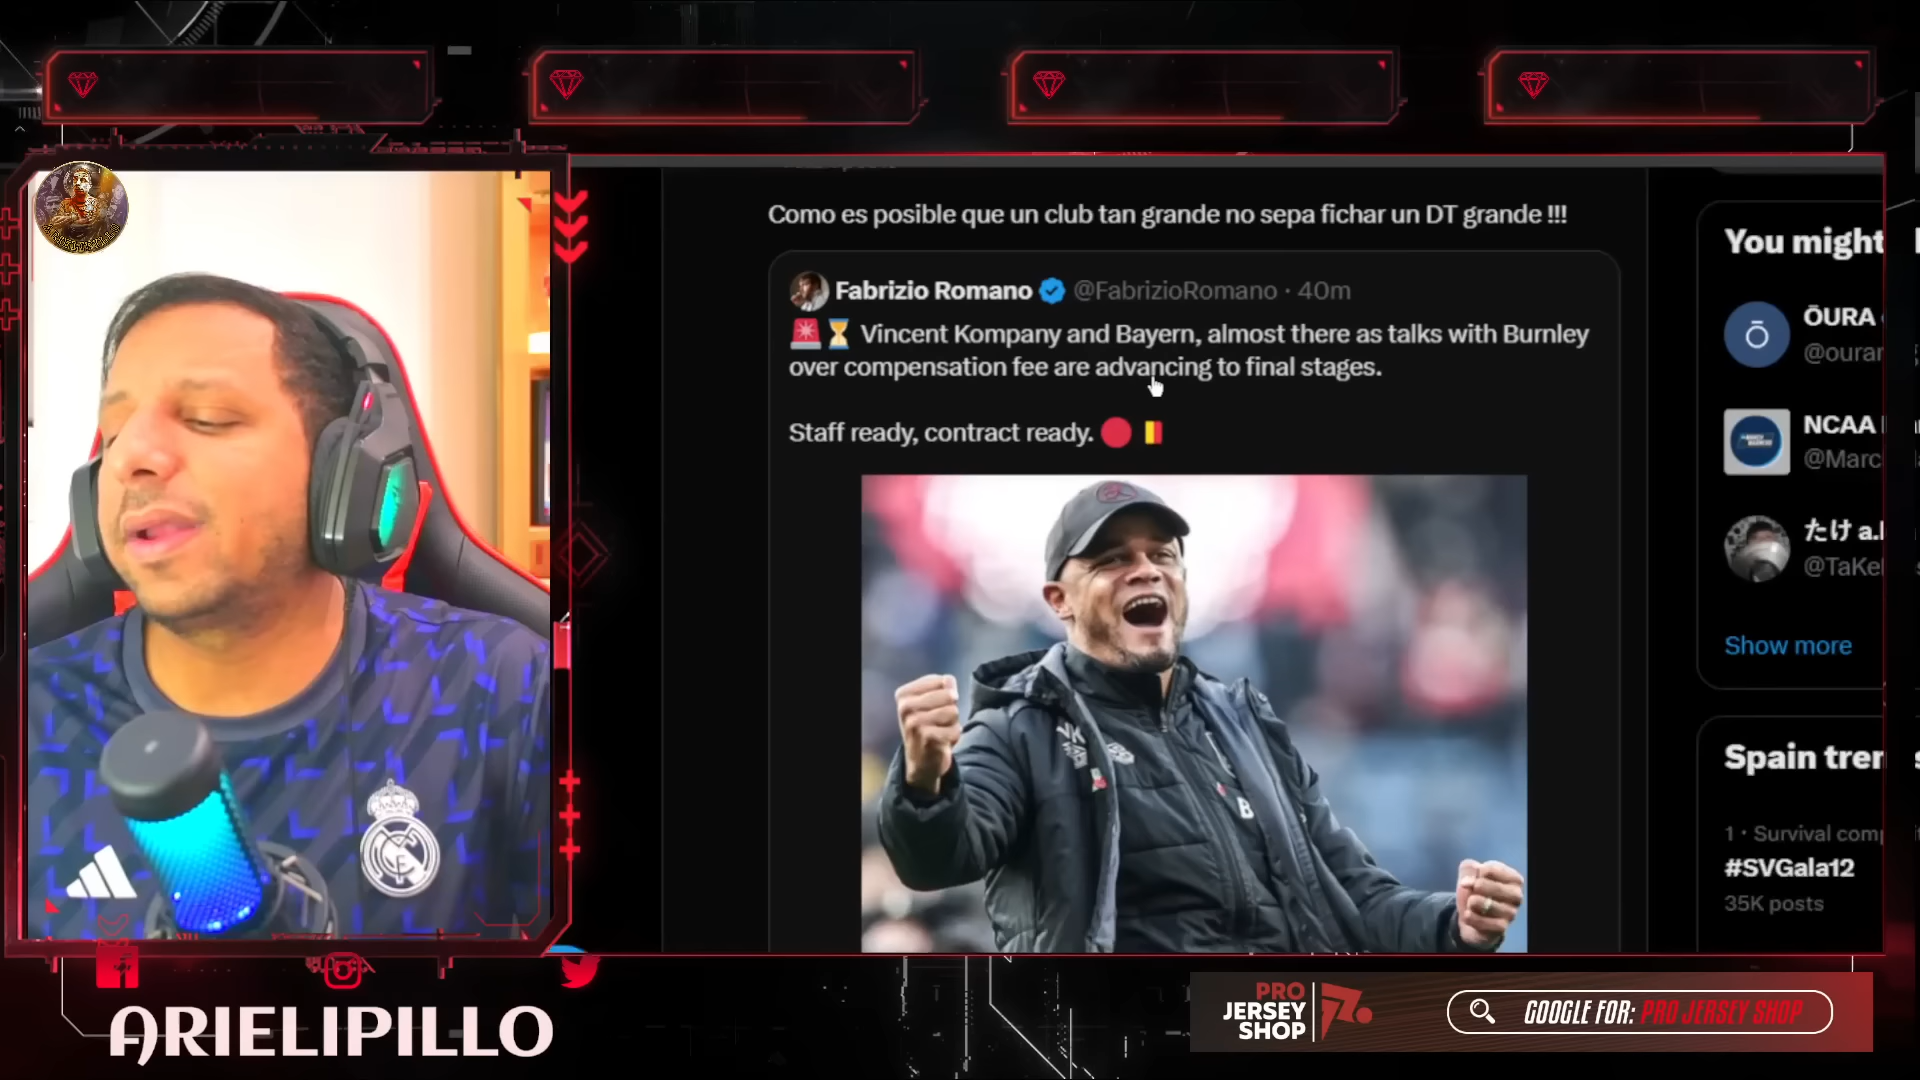 Como es posible que un club tan grande no sepa fichar un DT grande !!!
Fabrizio Romano @FabrizioRomano · 40m
🚨⏳ Vincent Kompany and Bayern, almost there as talks with Burnley
over compensation fee are advancing to final stages.
Staff ready, contract ready. 🔴🇧🇪
VK
B
You might
ŌURA
@ourar
NCAA
@Marc
たけ a.
@TaKe
Show more
Spain tren
1 · Survival comp
#SVGala12
35K posts
ARIELIPILLO
PRO
JERSEY
SHOP
GOOGLE FOR: PRO JERSEY SHOP